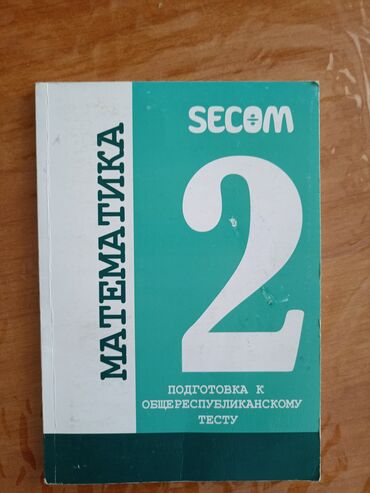 МАТЕМАТИКА
SECOM
2
ПОДГОТОВКА К
ОБЩЕРЕСПУБЛИКАНСКОМУ
ТЕСТУ